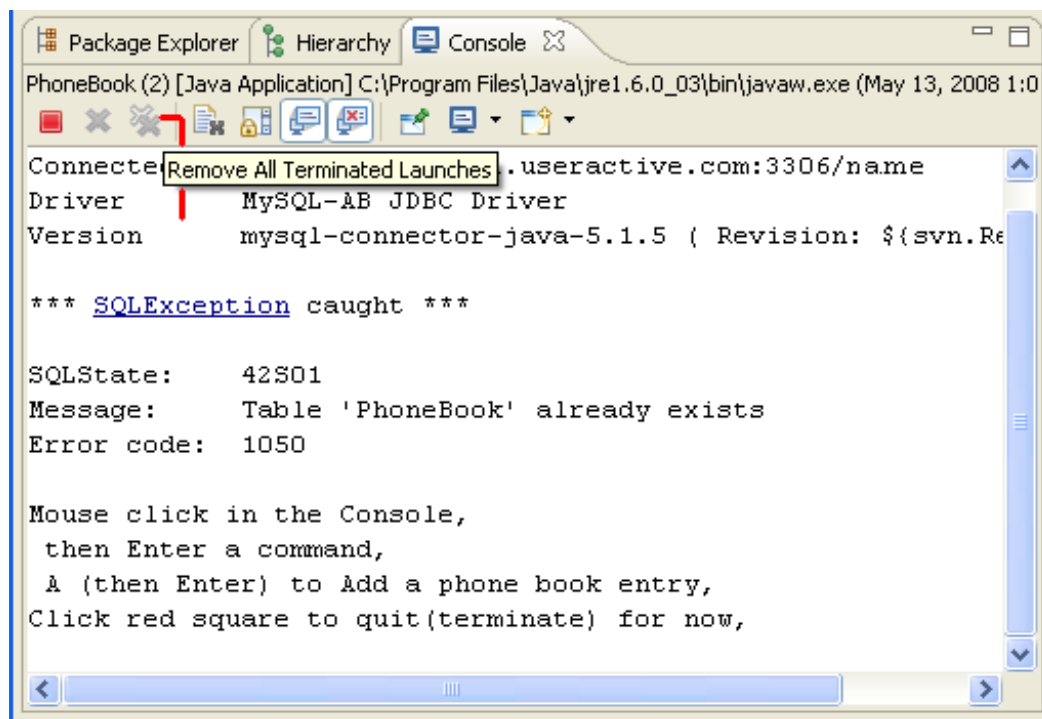 Package Explorer Hierarchy Console
PhoneBook (2) [Java Application] C:\Program Files\Java\jre1.6.0_03\bin\javaw.exe (May 13, 2008 1:0
Connected .useractive.com:3306/name
Remove All Terminated Launches
Driver MySQL-AB JDBC Driver
Version mysql-connector-java-5.1.5 ( Revision: ${svn.Re
*** SQLException caught ***
SQLState: 42S01
Message: Table 'PhoneBook' already exists
Error code: 1050
Mouse click in the Console,
then Enter a command,
A (then Enter) to Add a phone book entry,
Click red square to quit(terminate) for now,